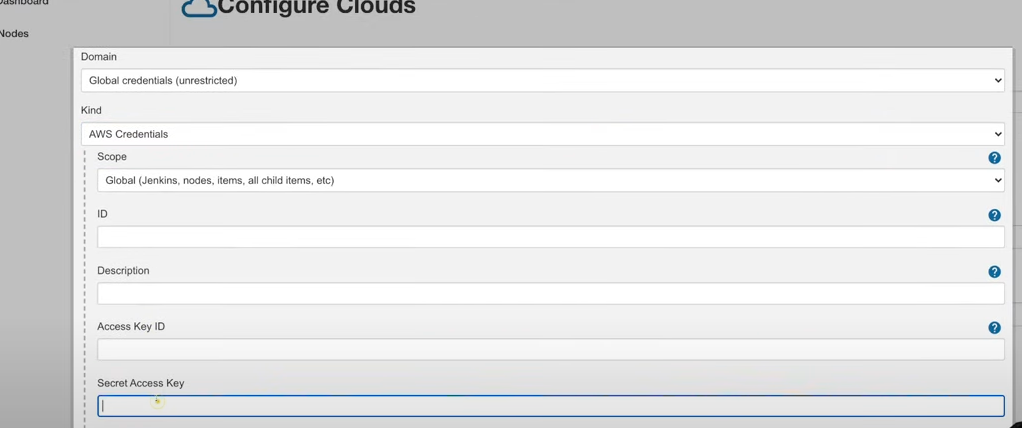 Dashboard
Configure Clouds
Nodes
Domain
Global credentials (unrestricted)
Kind
AWS Credentials
Scope
Global (Jenkins, nodes, items, all child items, etc)
ID
Description
Access Key ID
Secret Access Key